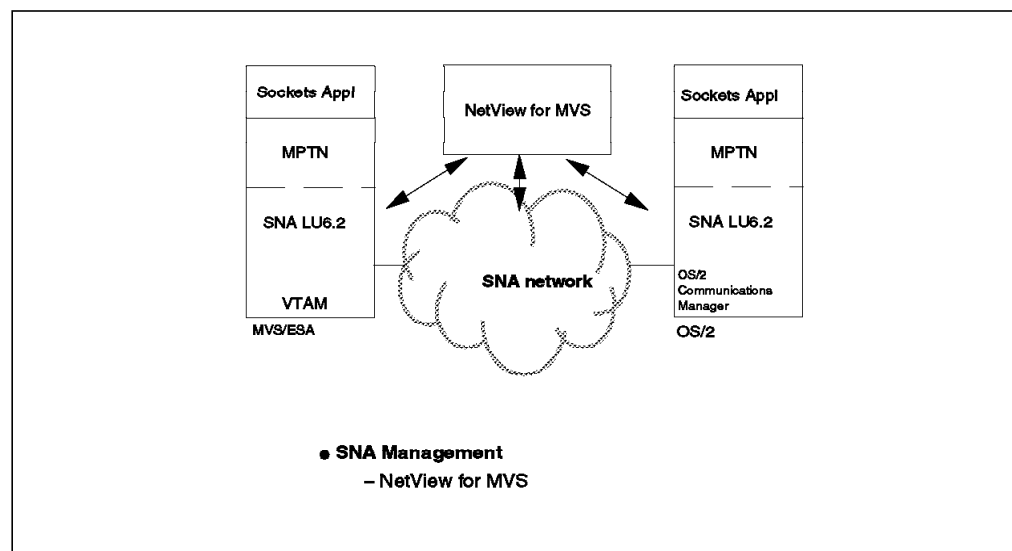 Sockets Appl
MPTN
SNA LU6.2
VTAM
MVS/ESA
NetView for MVS
SNA network
Sockets Appl
MPTN
SNA LU6.2
OS/2
Communications
Manager
OS/2
● SNA Management
– NetView for MVS